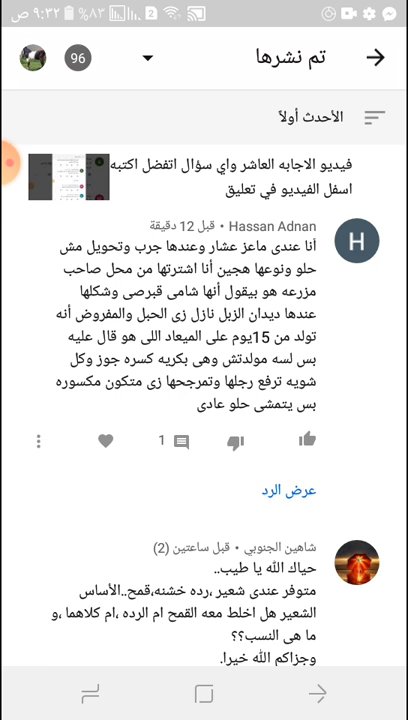 ٩:٣٢ ص
٨٣%
2
تم نشرها
96
الأحدث أولاً
فيديو الاجابه العاشر واي سؤال اتفضل اكتبه
اسفل الفيديو في تعليق
Hassan Adnan • قبل 12 دقيقة
H
أنا عندى ماعز عشار وعندها جرب وتحويل مش
حلو ونوعها هجين أنا اشترتها من محل صاحب
مزرعه هو بيقول أنها شامى قبرصى وشكلها
عندها ديدان الزبل نازل زى الحبل والمفروض أنه
تولد من 15يوم على الميعاد اللى هو قال عليه
بس لسه مولدتش وهى بكريه كسره جوز وكل
شويه ترفع رجلها وتمرجحها زى متكون مكسوره
بس يتمشى حلو عادى
1
عرض الرد
شاهين الجنوبي • قبل ساعتين (2)
حياك الله يا طيب..
متوفر عندى شعير ،رده خشنه،قمح..الأساس
الشعير هل اخلط معه القمح ام الرده ،ام كلاهما ،و
ما هى النسب؟؟
وجزاكم الله خيرا.